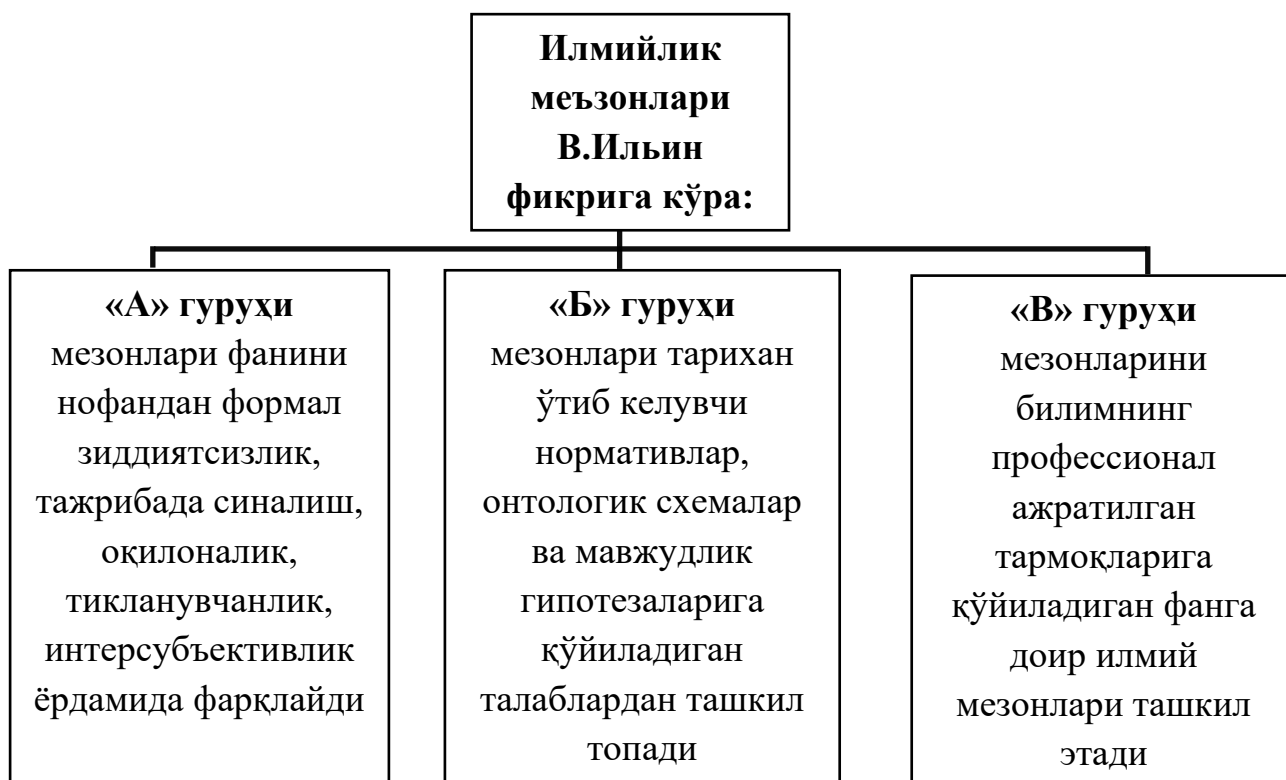 Илмийлик
меъзонлари
В.Ильин
фикрига кўра:
«А» гуруҳи
мезонлари фанини
нофандан формал
зиддиятсизлик,
тажрибада синалиш,
оқилоналик,
тикланувчанлик,
интерсубъективлик
ёрдамида фарқлайди
«Б» гуруҳи
мезонлари тарихан
ўтиб келувчи
нормативлар,
онтологик схемалар
ва мавжудлик
гипотезаларига
қўйиладиган
талаблардан ташкил
топади
«В» гуруҳи
мезонларини
билимнинг
профессионал
ажратилган
тармоқларига
қўйиладиган фанга
доир илмий
мезонлари ташкил
этади